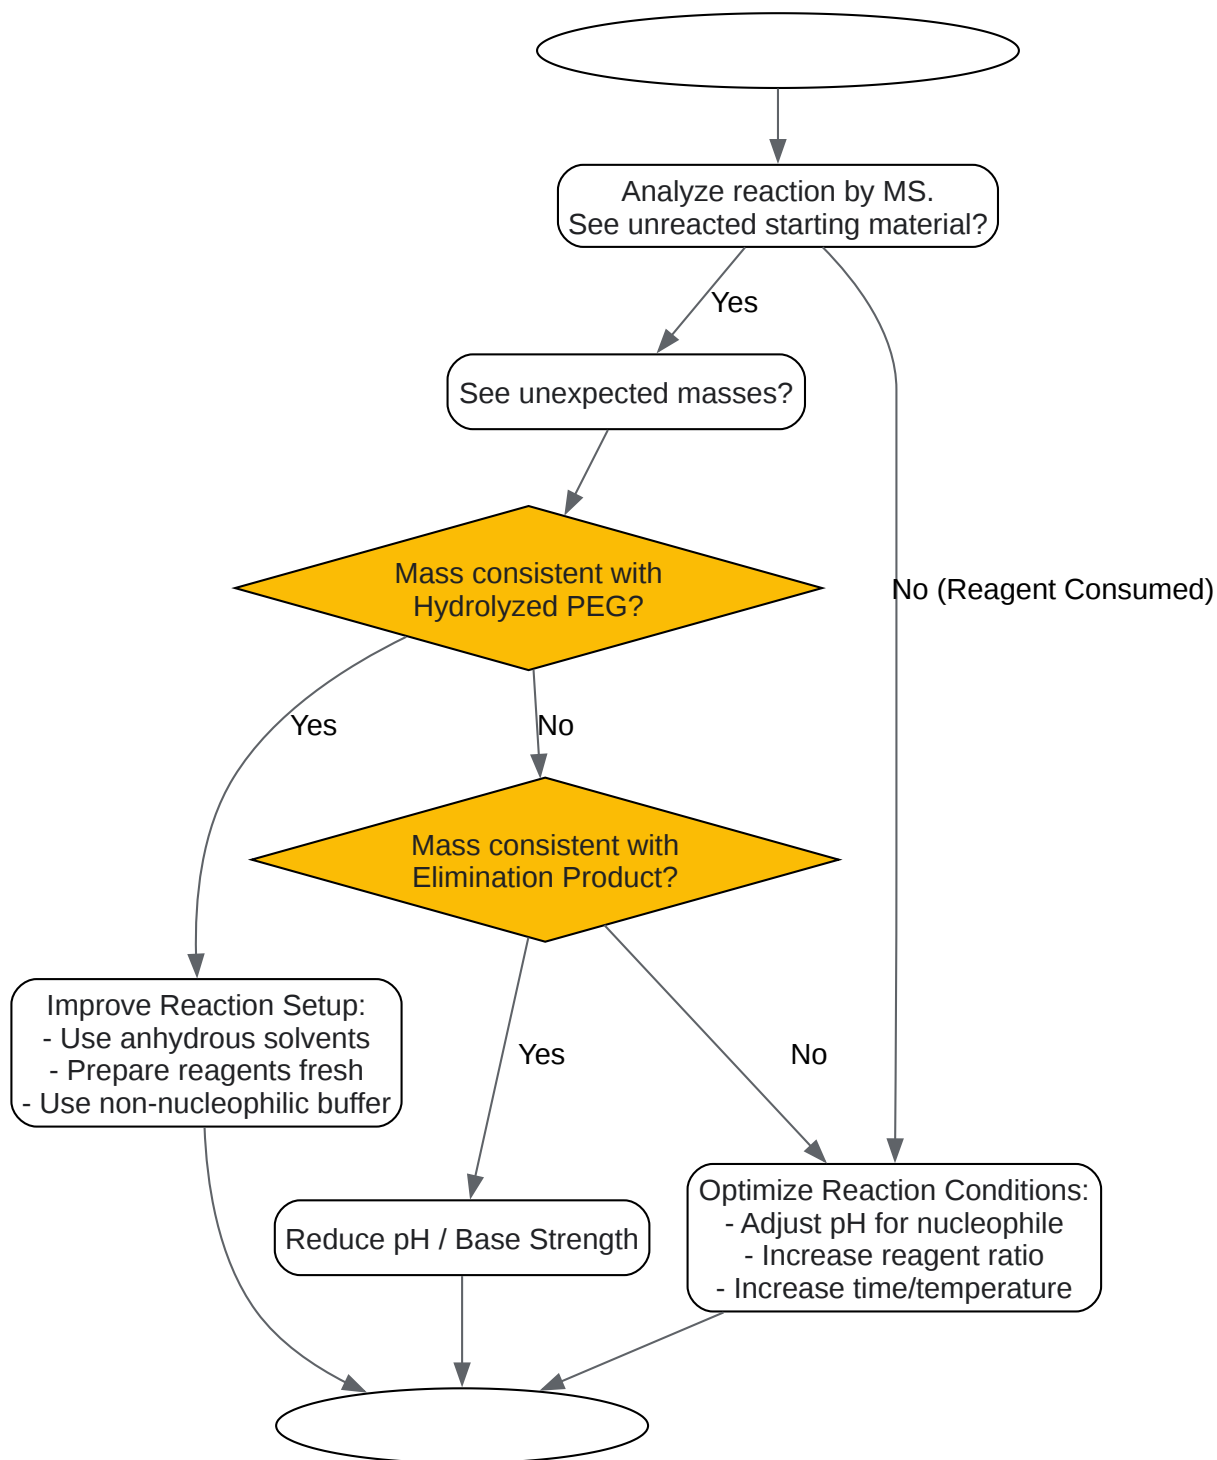 Analyze reaction by MS.
See unreacted starting material?
Yes
See unexpected masses?
Mass consistent with
Hydrolyzed PEG?
No (Reagent Consumed)
Yes
No
Mass consistent with
Elimination Product?
Improve Reaction Setup:
- Use anhydrous solvents
- Prepare reagents fresh
- Use non-nucleophilic buffer
Yes
No
Reduce pH / Base Strength
Optimize Reaction Conditions:
- Adjust pH for nucleophile
- Increase reagent ratio
- Increase time/temperature